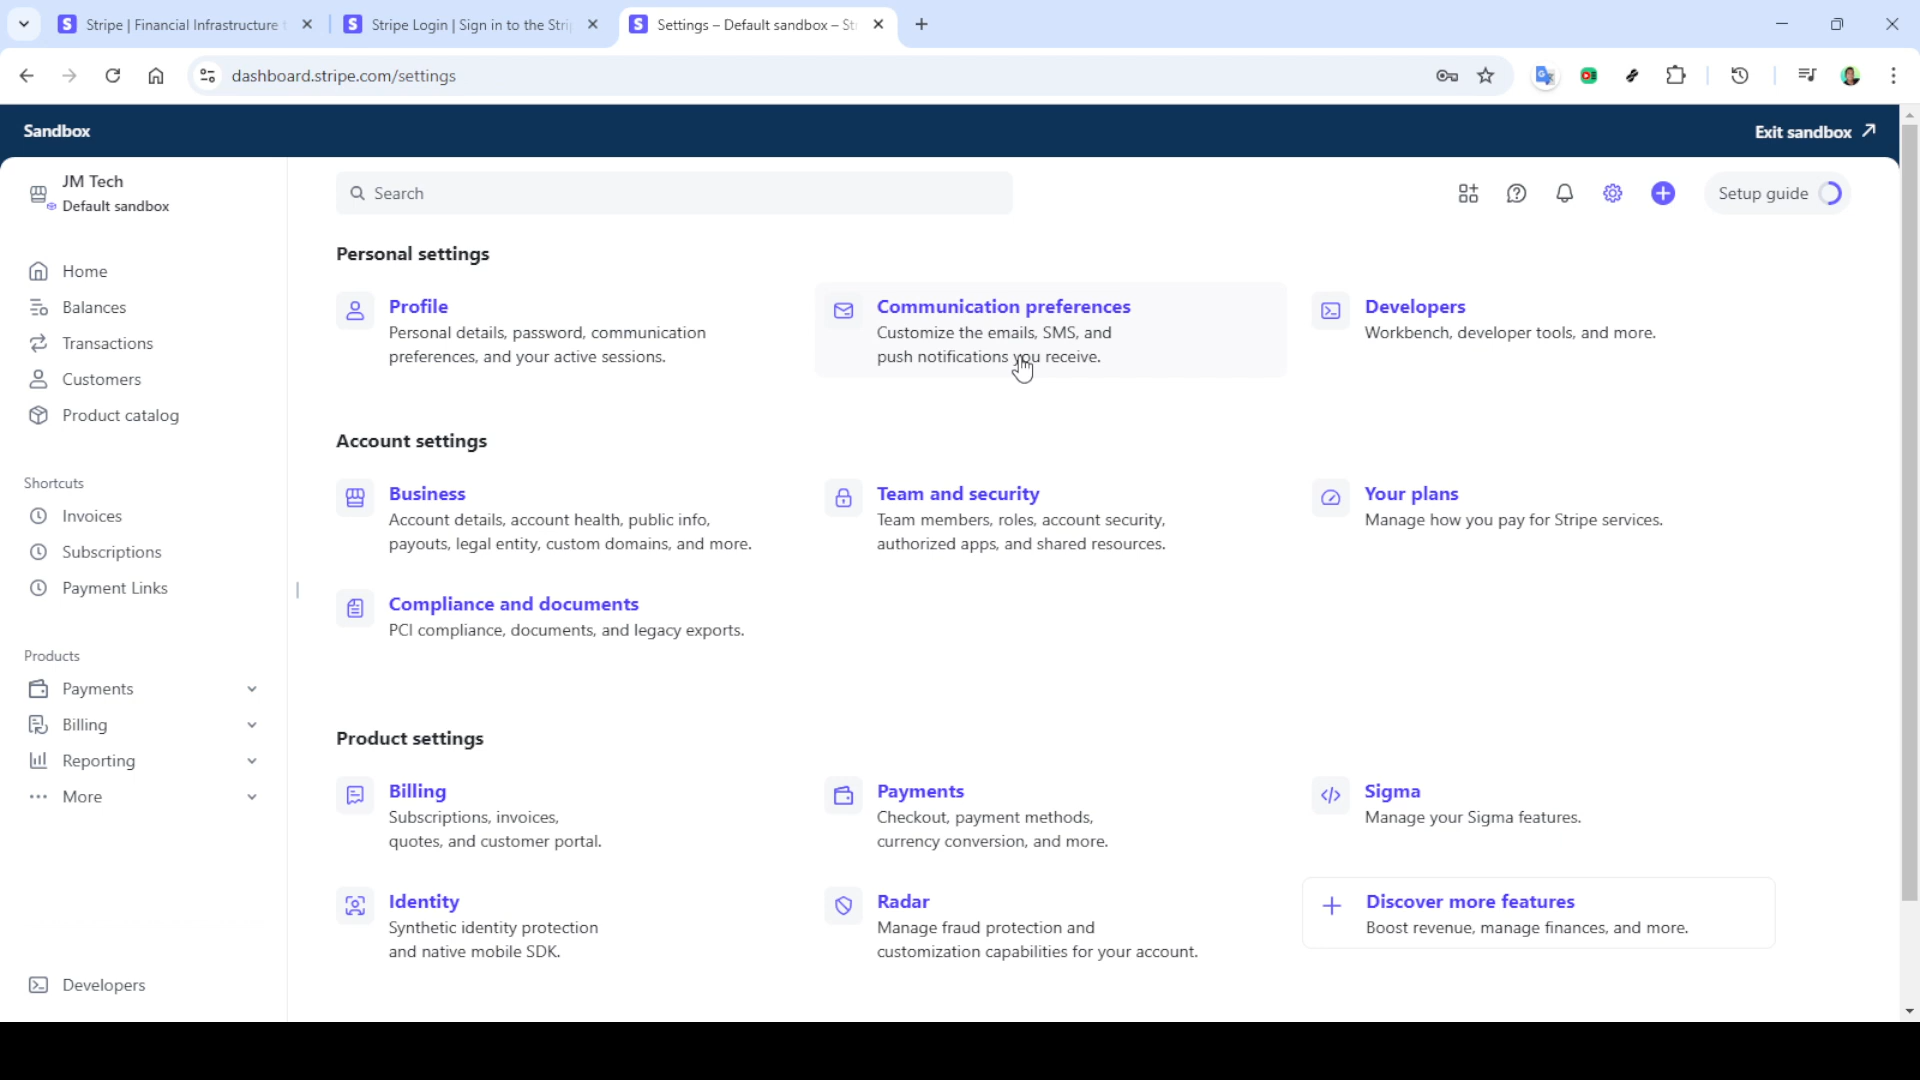 Stripe | Financial Infrastructure t
Stripe Login | Sign in to the Stri
Settings – Default sandbox – St
dashboard.stripe.com/settings
Sandbox
Exit sandbox
JM Tech
Default sandbox
Search
Setup guide
Home
Balances
Transactions
Customers
Product catalog
Shortcuts
Invoices
Subscriptions
Payment Links
Products
Payments
Billing
Reporting
More
Developers
Personal settings
Profile
Personal details, password, communication
preferences, and your active sessions.
Communication preferences
Customize the emails, SMS, and
push notifications you receive.
Developers
Workbench, developer tools, and more.
Account settings
Business
Account details, account health, public info,
payouts, legal entity, custom domains, and more.
Team and security
Team members, roles, account security,
authorized apps, and shared resources.
Your plans
Manage how you pay for Stripe services.
Compliance and documents
PCI compliance, documents, and legacy exports.
Product settings
Billing
Subscriptions, invoices,
quotes, and customer portal.
Payments
Checkout, payment methods,
currency conversion, and more.
Sigma
Manage your Sigma features.
Identity
Synthetic identity protection
and native mobile SDK.
Radar
Manage fraud protection and
customization capabilities for your account.
Discover more features
Boost revenue, manage finances, and more.